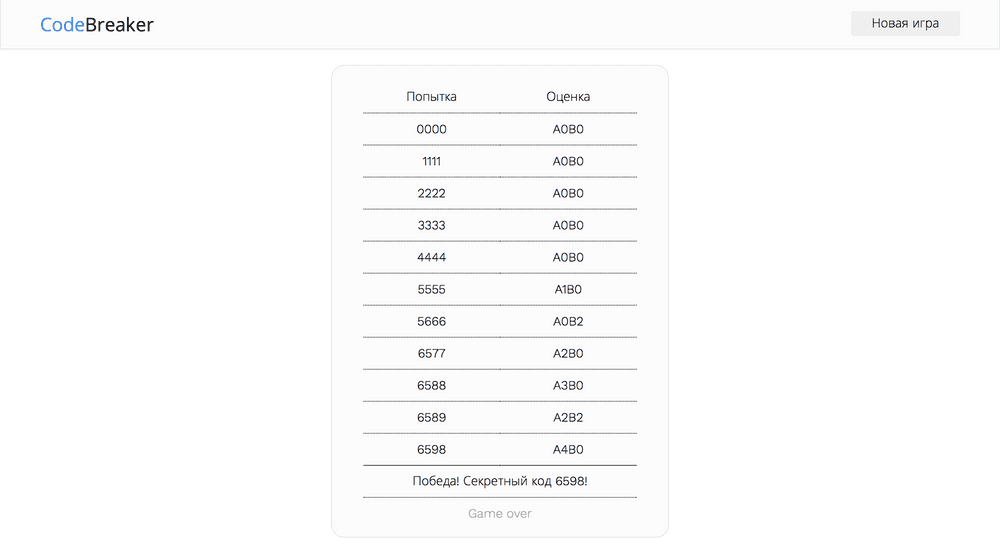 CodeBreaker Новая игра
Попытка Оценка
0000 A0B0
1111 A0B0
2222 A0B0
3333 A0B0
4444 A0B0
5555 A1B0
5666 A0B2
6577 A2B0
6588 A3B0
6589 A2B2
6598 A4B0
Победа! Секретный код 6598!
Game over